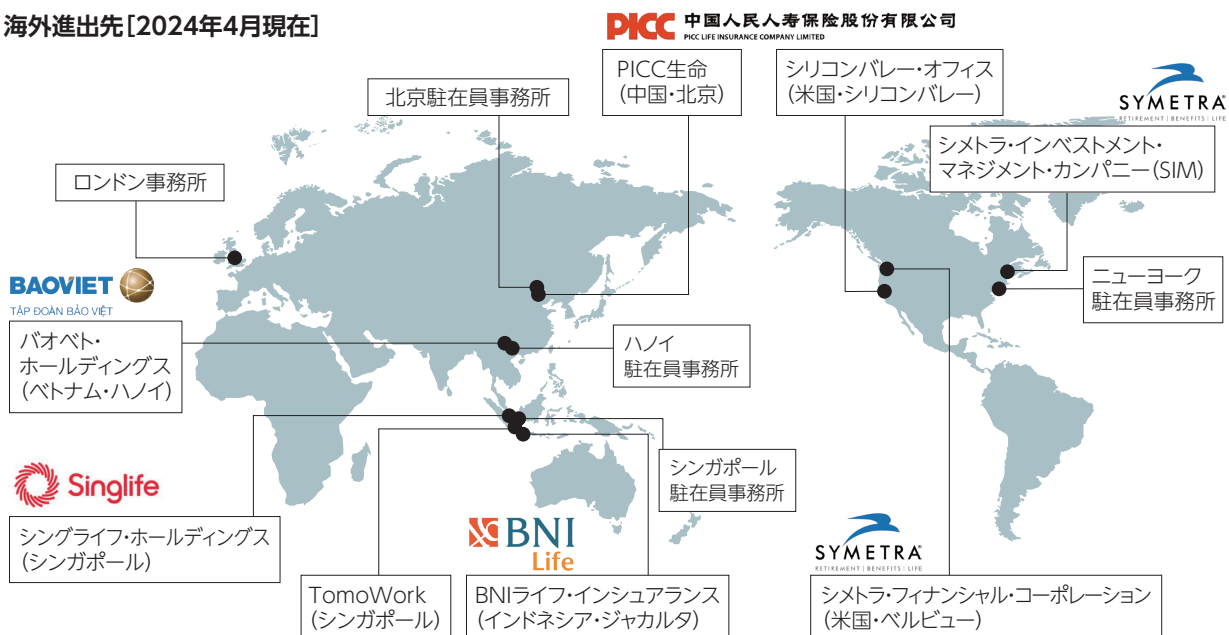 海外進出先[2024年4月現在]
PICC 中国人民人寿保险股份有限公司
PICC LIFE INSURANCE COMPANY LIMITED
北京駐在員事務所
PICC生命
（中国・北京）
シリコンバレー・オフィス
（米国・シリコンバレー）
SYMETRA
RETIREMENT | BENEFITS | LIFE
シメトラ・インベストメント・
マネジメント・カンパニー（SIM）
ロンドン事務所
BAOVIET
TẬP ĐOÀN BẢO VIỆT
バオベト・
ホールディングス
（ベトナム・ハノイ）
ハノイ
駐在員事務所
ニューヨーク
駐在員事務所
Singlife
シングライフ・ホールディングス
（シンガポール）
シンガポール
駐在員事務所
BNI
Life
TomoWork
（シンガポール）
BNIライフ・インシュアランス
（インドネシア・ジャカルタ）
SYMETRA
RETIREMENT | BENEFITS | LIFE
シメトラ・フィナンシャル・コーポレーション
（米国・ベルビュー）